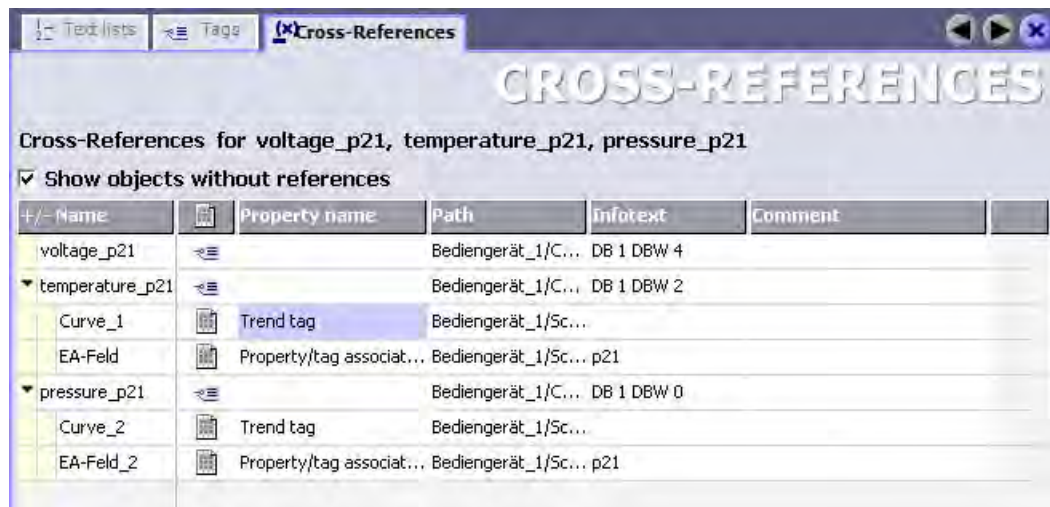 Text lists Tags Cross-References
CROSS-REFERENCES
Cross-References for voltage_p21, temperature_p21, pressure_p21
Show objects without references
+/- Name Property name Path Infotext Comment
voltage_p21 Bediengerät_1/C... DB 1 DBW 4
temperature_p21 Bediengerät_1/C... DB 1 DBW 2
Curve_1 Trend tag Bediengerät_1/Sc...
EA-Feld Property/tag associat... Bediengerät_1/Sc... p21
pressure_p21 Bediengerät_1/C... DB 1 DBW 0
Curve_2 Trend tag Bediengerät_1/Sc...
EA-Feld_2 Property/tag associat... Bediengerät_1/Sc... p21